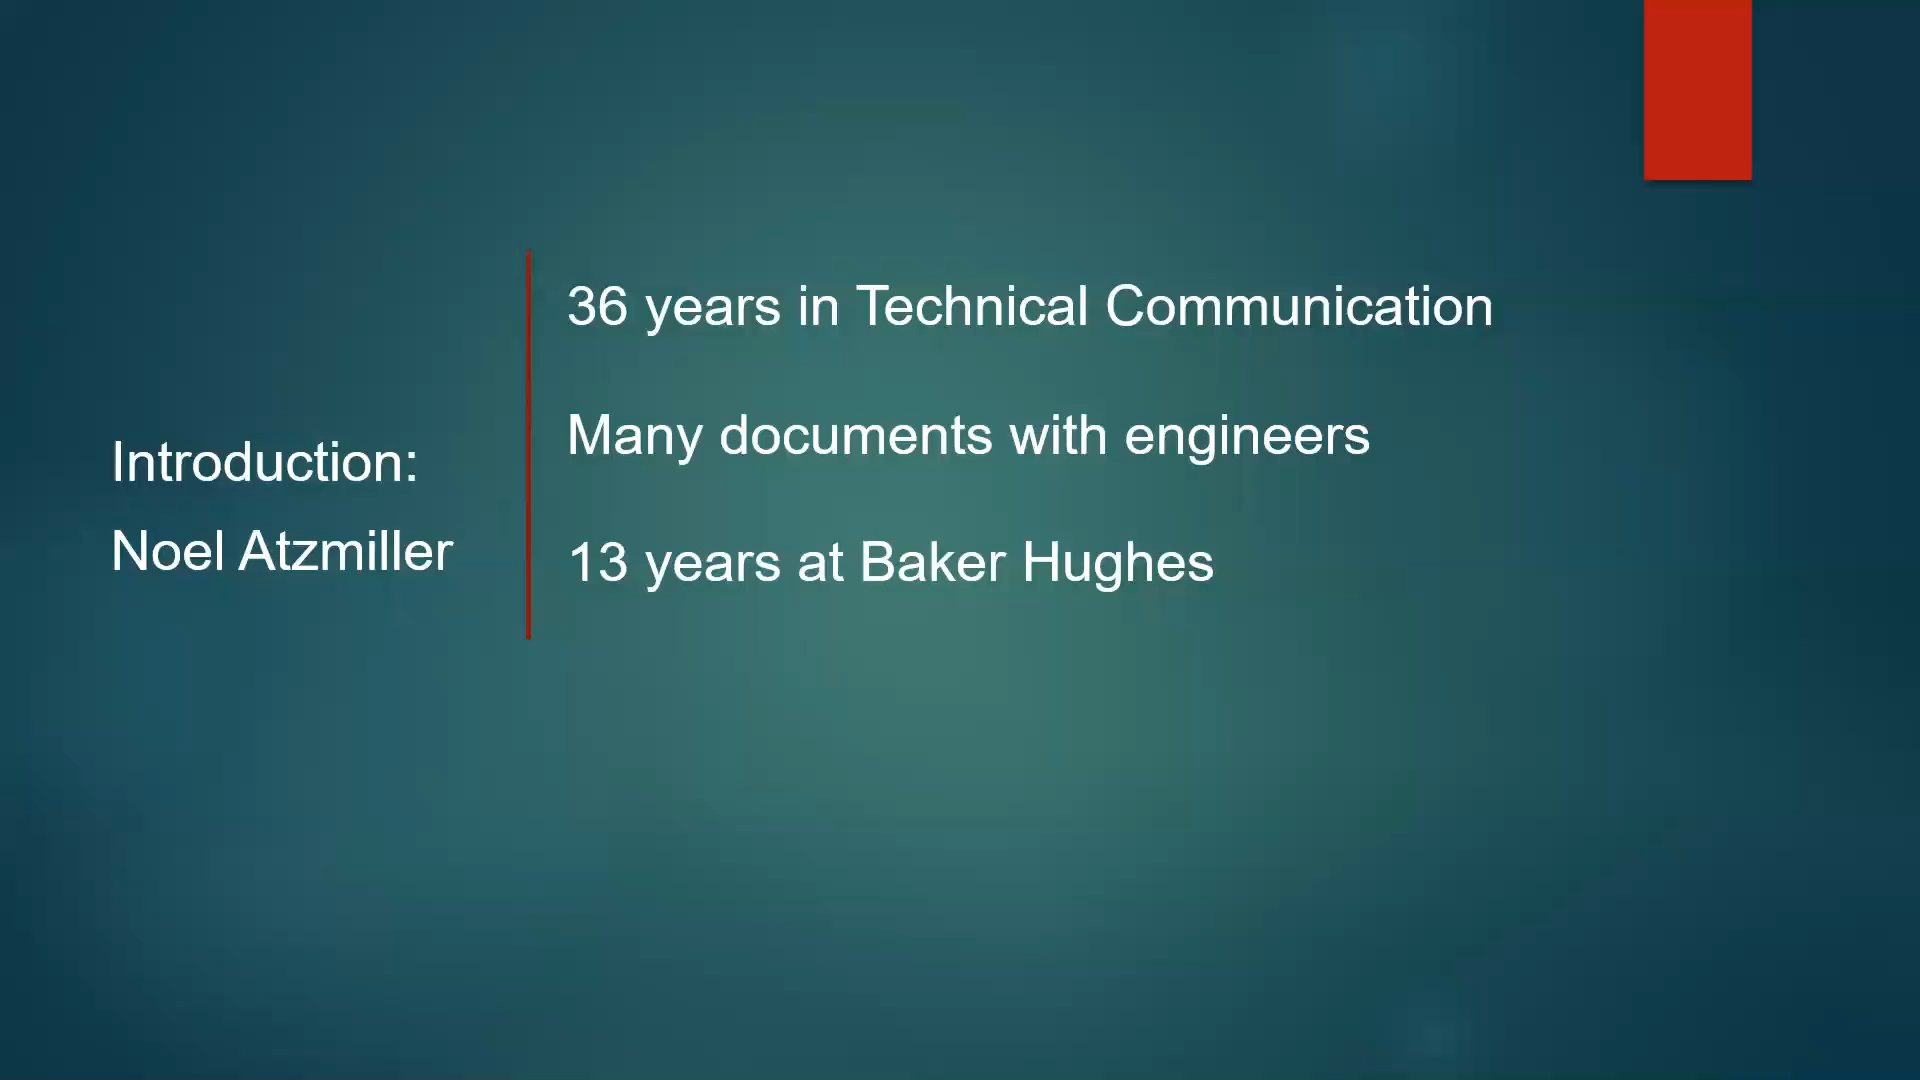 Introduction:
Noel Atzmiller
36 years in Technical Communication
Many documents with engineers
13 years at Baker Hughes